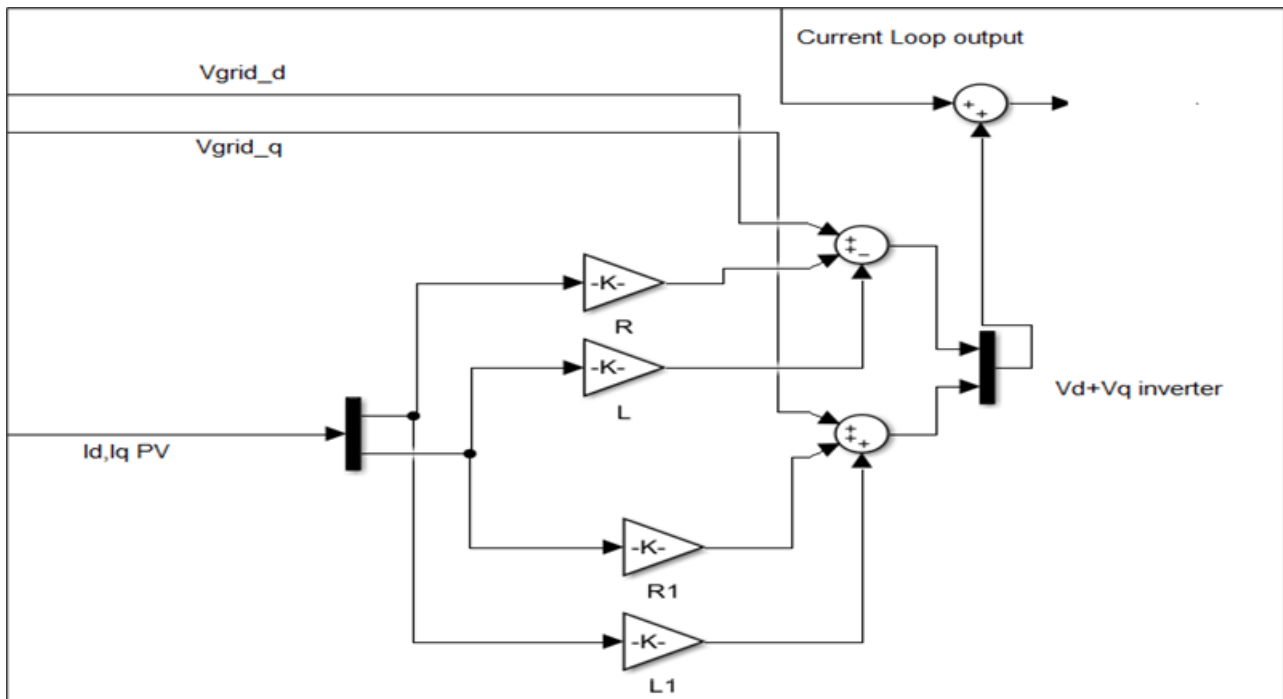 Current Loop output
Vgrid_d
+
+
Vgrid_q
+
+
−
-K-
R
-K-
L
Vd+Vq inverter
+
+
+
Id,Iq PV
-K-
R1
-K-
L1